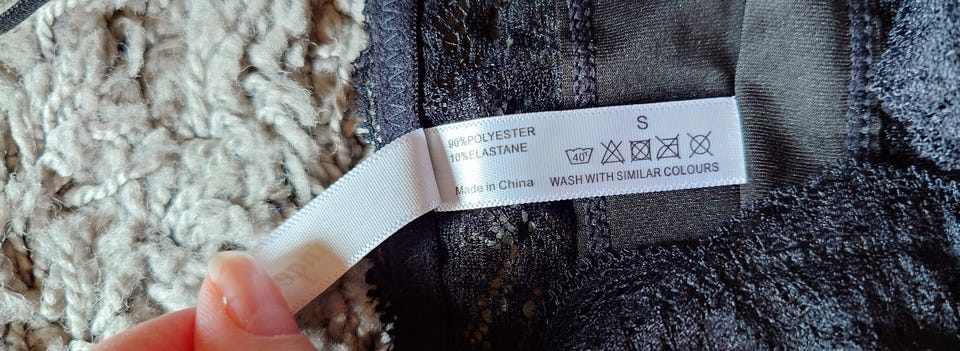 90%POLYESTER
10%ELASTANE
Made in China
S
40
WASH WITH SIMILAR COLOURS